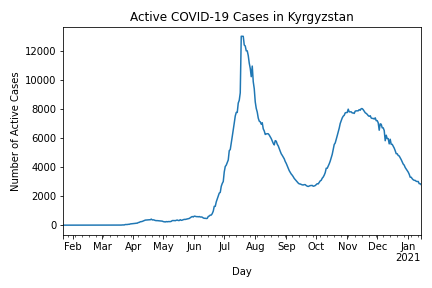 Active COVID-19 Cases in Kyrgyzstan
Number of Active Cases
12000
10000
8000
6000
4000
2000
0
Feb Mar Apr May Jun Jul Aug Sep Oct Nov Dec Jan
2021
Day